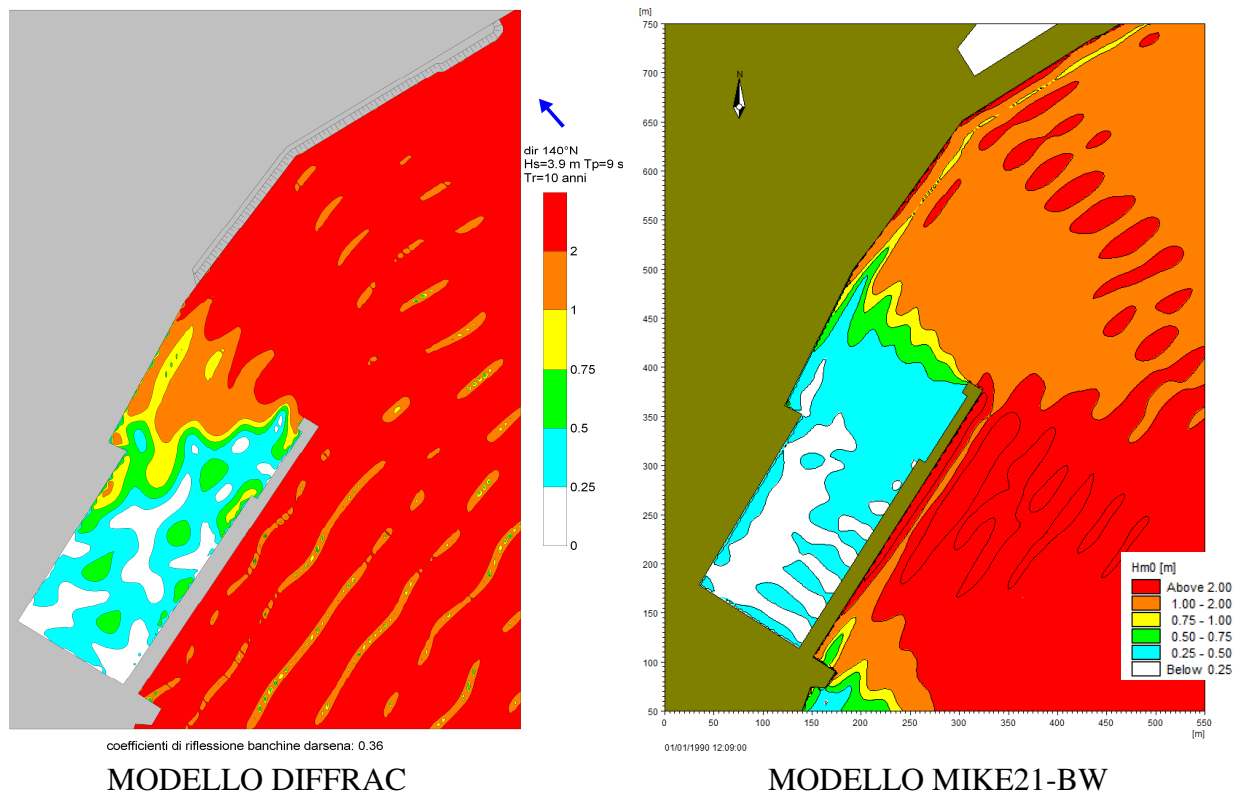 dir 140°N
Hs=3.9 m Tp=9 s
Tr=10 anni
2
1
0.75
0.5
0.25
0
coefficienti di riflessione banchine darsena: 0.36
MODELLO DIFFRAC
[m]
750
700
650
600
550
500
450
400
350
300
250
200
150
100
50
N
0 50 100 150 200 250 300 350 400 450 500 550
[m]
Hm0 [m]
Above 2.00
1.00 - 2.00
0.75 - 1.00
0.50 - 0.75
0.25 - 0.50
Below 0.25
01/01/1990 12:09:00
MODELLO MIKE21-BW